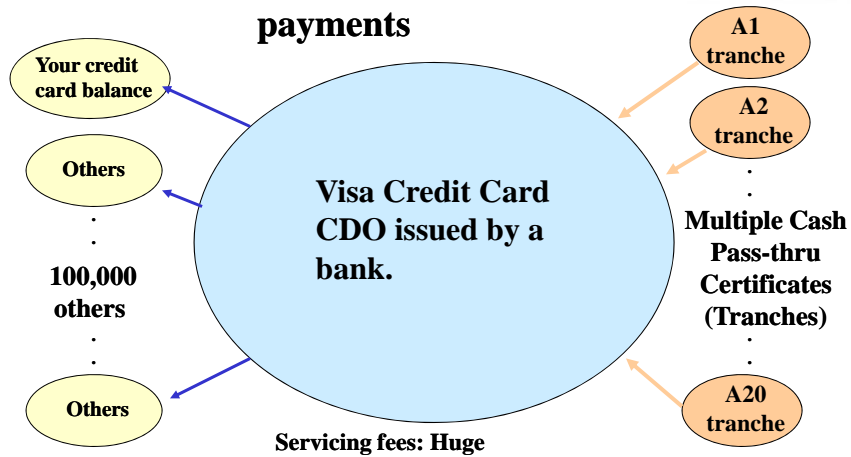 payments
Your credit
card balance
Others
100,000
others
Others
Visa Credit Card
CDO issued by a
bank.
Servicing fees: Huge
A1
tranche
A2
tranche
Multiple Cash
Pass-thru
Certificates
(Tranches)
A20
tranche